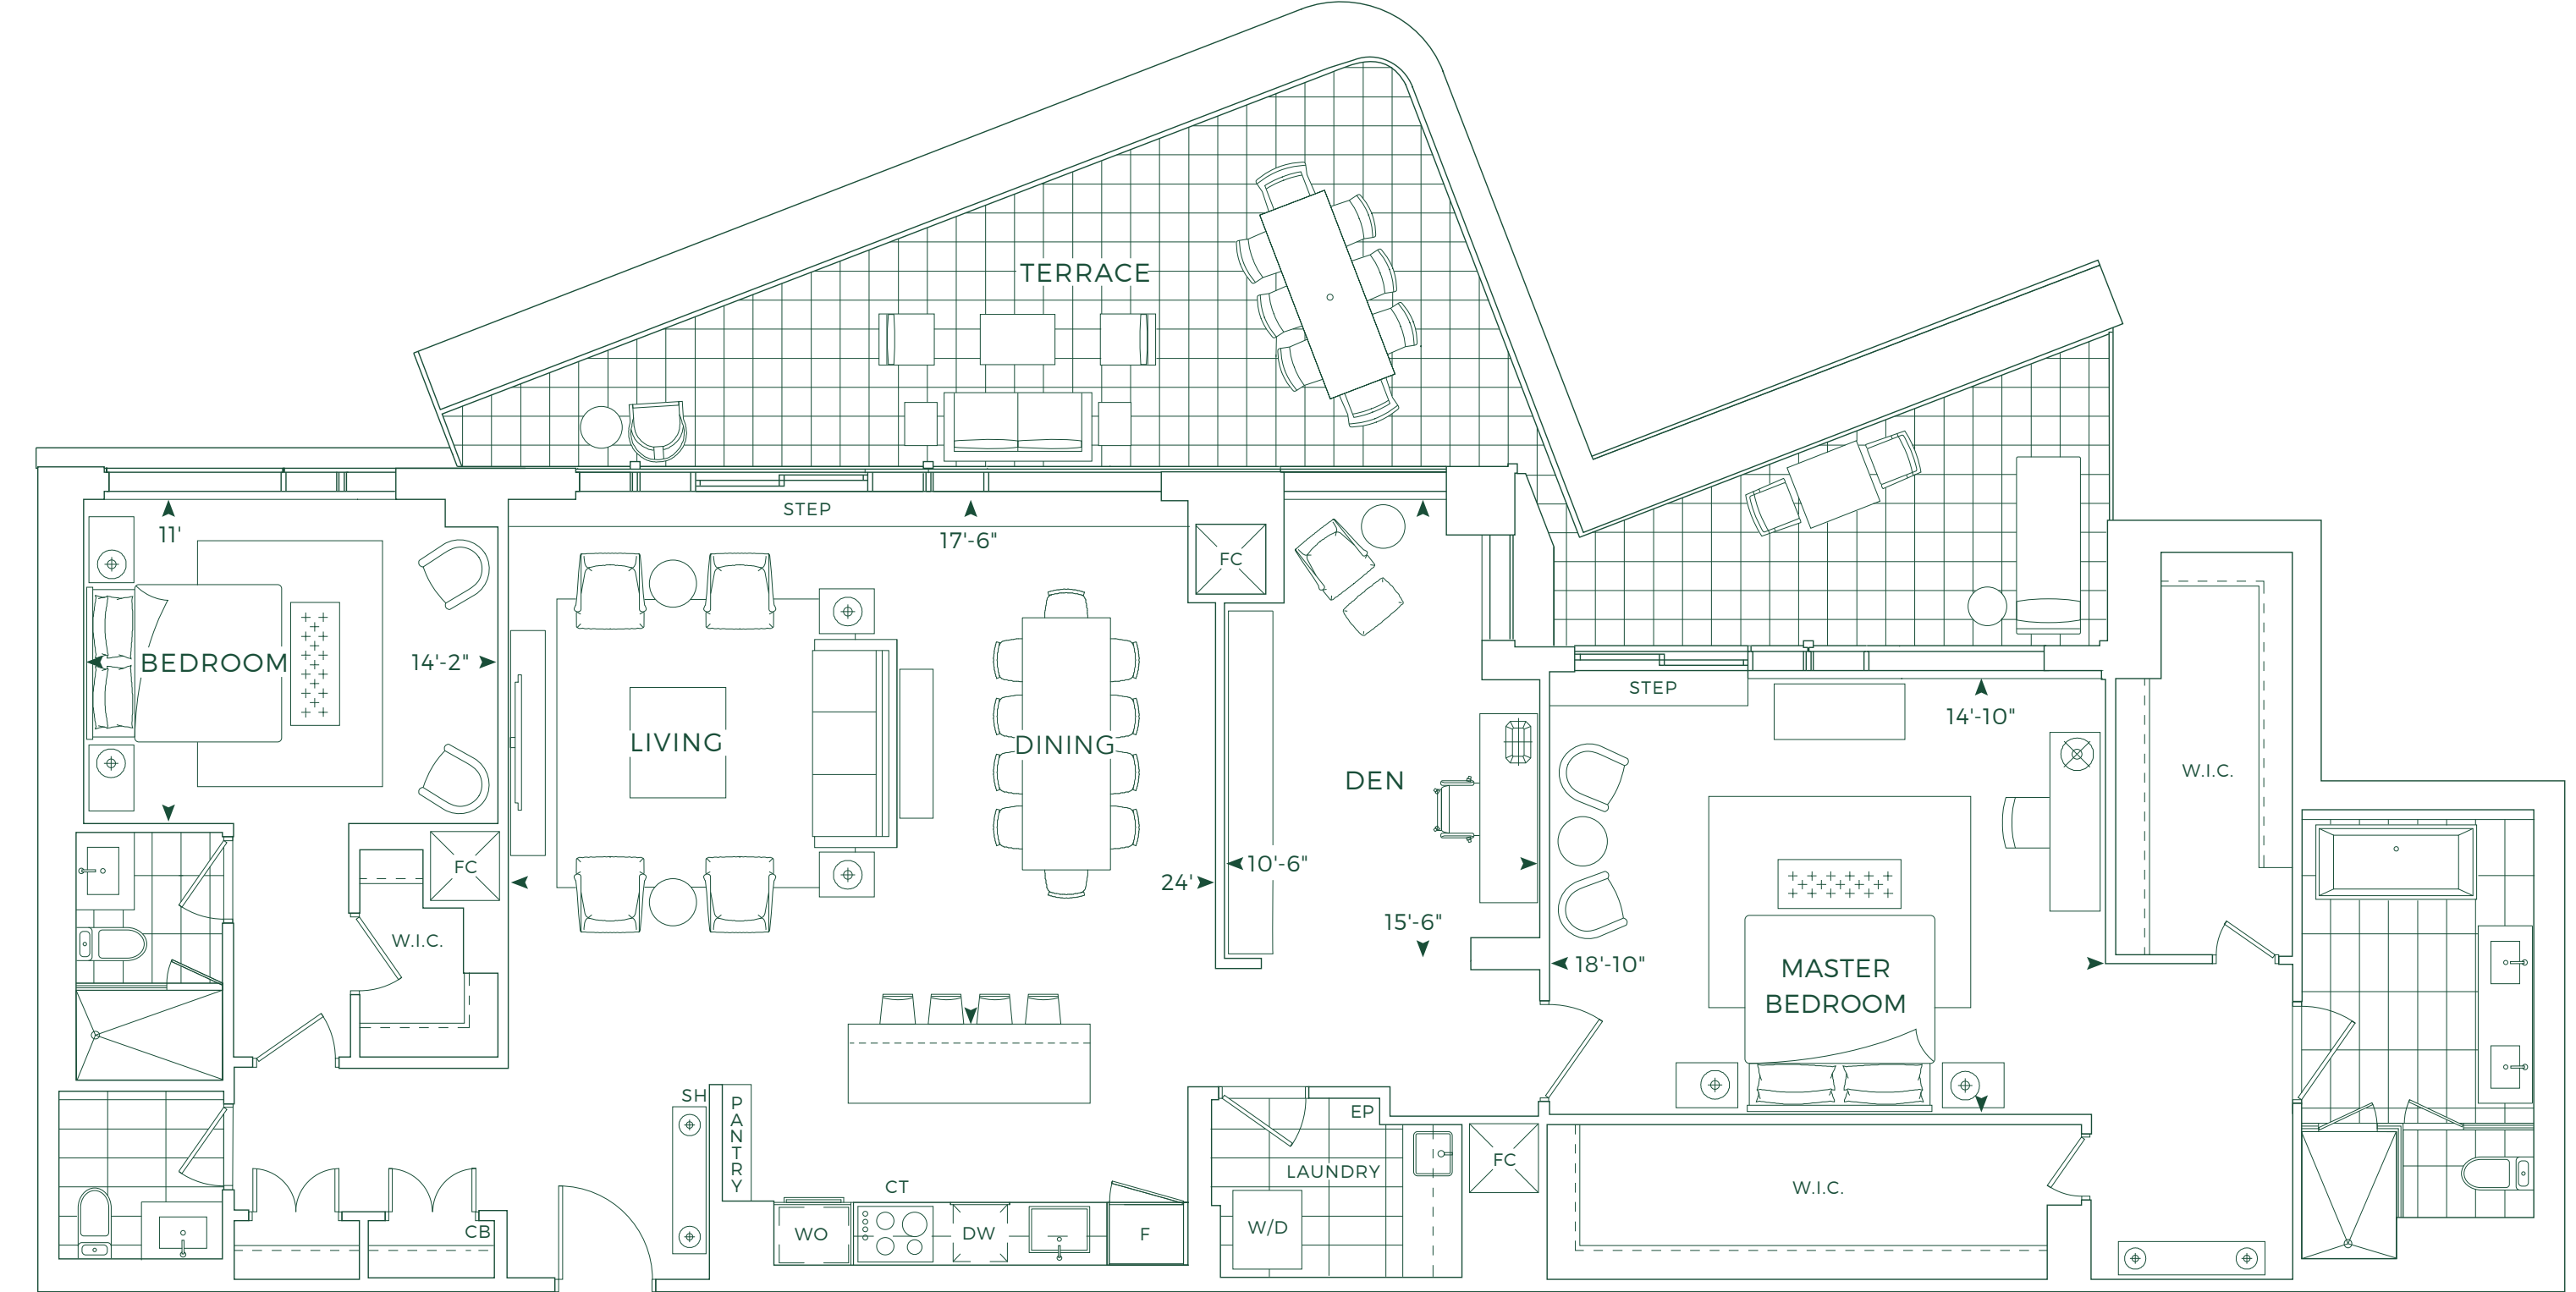 TERRACE
STEP
11'
17'-6"
FC
BEDROOM
14'-2"
STEP
14'-10"
LIVING
DINING
DEN
W.I.C.
FC
24'
10'-6"
15'-6"
W.I.C.
18'-10"
MASTER
BEDROOM
SH
PANTRY
EP
LAUNDRY
FC
CT
W.I.C.
CB
WO
DW
F
W/D